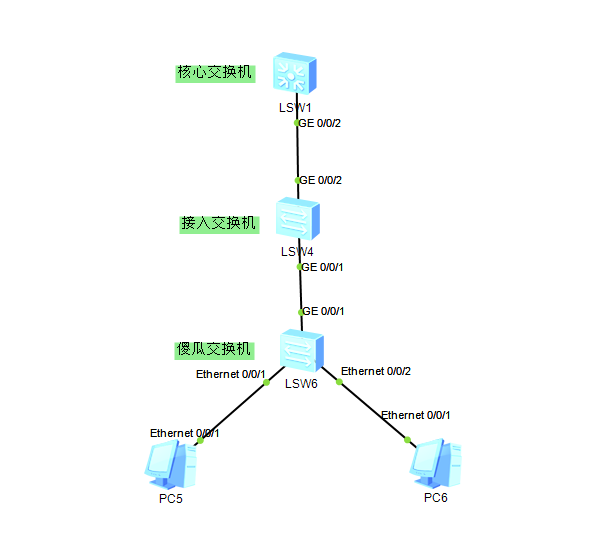 核心交换机
LSW1
GE 0/0/2
GE 0/0/2
接入交换机
LSW4
GE 0/0/1
GE 0/0/1
傻瓜交换机
LSW6
Ethernet 0/0/1
Ethernet 0/0/2
Ethernet 0/0/1
Ethernet 0/0/1
PC5
PC6